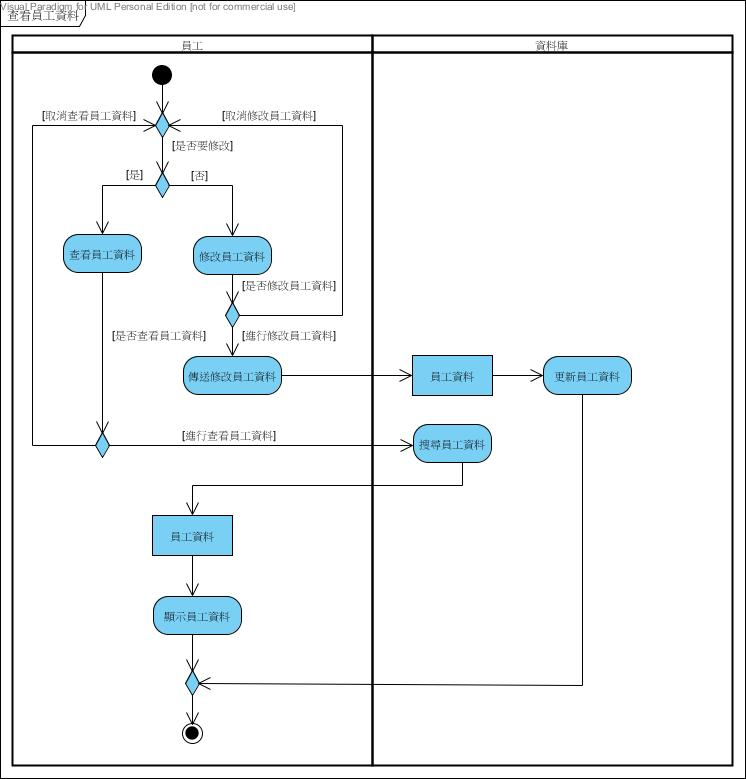 Visual Paradigm for UML Personal Edition [not for commercial use]
查看員工資料
員工
資料庫
[取消查看員工資料]
[取消修改員工資料]
[是否要修改]
[是]
[否]
查看員工資料
修改員工資料
[是否修改員工資料]
[是否查看員工資料]
[進行修改員工資料]
傳送修改員工資料
員工資料
更新員工資料
[進行查看員工資料]
搜尋員工資料
員工資料
顯示員工資料